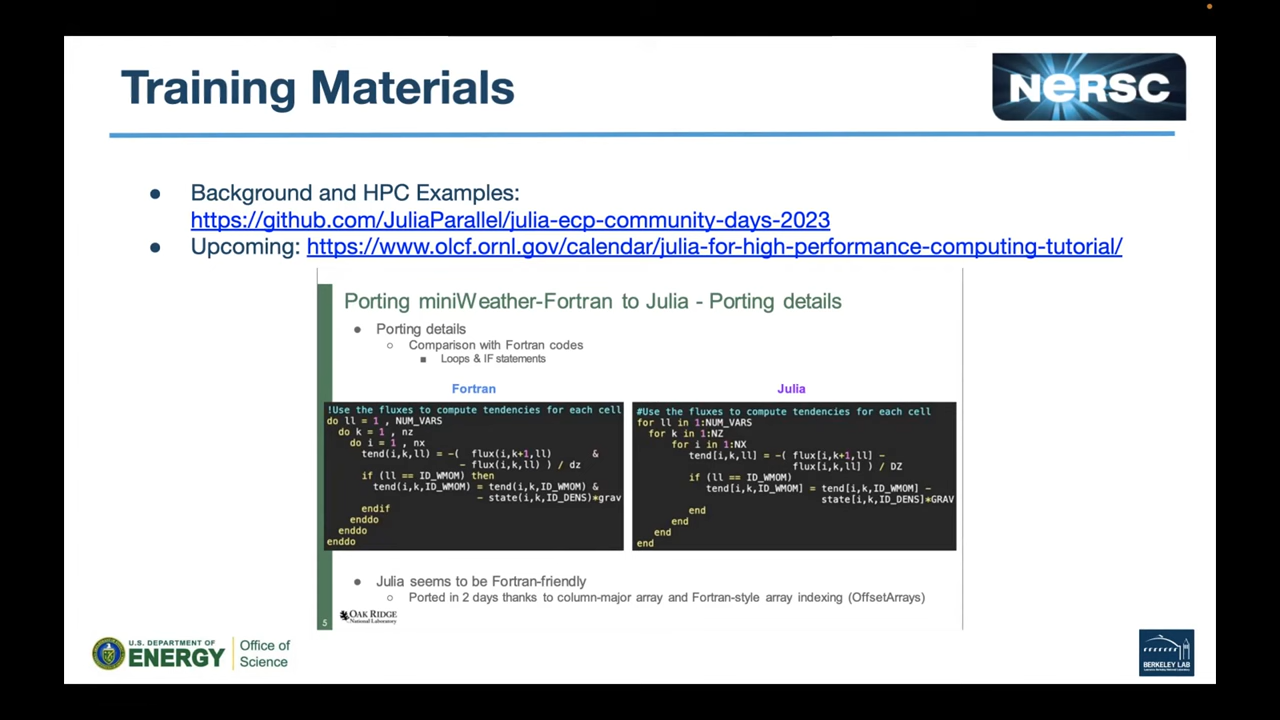 Training Materials
NERSC
● Background and HPC Examples:
https://github.com/JuliaParallel/julia-ecp-community-days-2023
● Upcoming: https://www.olcf.ornl.gov/calendar/julia-for-high-performance-computing-tutorial/
Porting miniWeather-Fortran to Julia - Porting details
● Porting details
○ Comparison with Fortran codes
■ Loops & IF statements
Fortran
!Use the fluxes to compute tendencies for each cell
do ll = 1 , NUM_VARS
do k = 1 , nz
do i = 1 , nx
tend(i,k,ll) = -( flux(i,k+1,ll) &
- flux(i,k,ll) ) / dz
if (ll == ID_WMOM) then
tend(i,k,ID_WMOM) = tend(i,k,ID_WMOM) &
- state(i,k,ID_DENS)*grav
endif
enddo
enddo
enddo
Julia
#Use the fluxes to compute tendencies for each cell
for ll in 1:NUM_VARS
for k in 1:NZ
for i in 1:NX
tend[i,k,ll] = -( flux[i,k+1,ll] -
flux[i,k,ll] ) / DZ
if (ll == ID_WMOM)
tend[i,k,ID_WMOM] = tend[i,k,ID_WMOM] -
state[i,k,ID_DENS]*GRAV
end
end
end
end
● Julia seems to be Fortran-friendly
○ Ported in 2 days thanks to column-major array and Fortran-style array indexing (OffsetArrays)
5
OAK RIDGE
National Laboratory
U.S. DEPARTMENT OF
ENERGY
Office of
Science
BERKELEY LAB